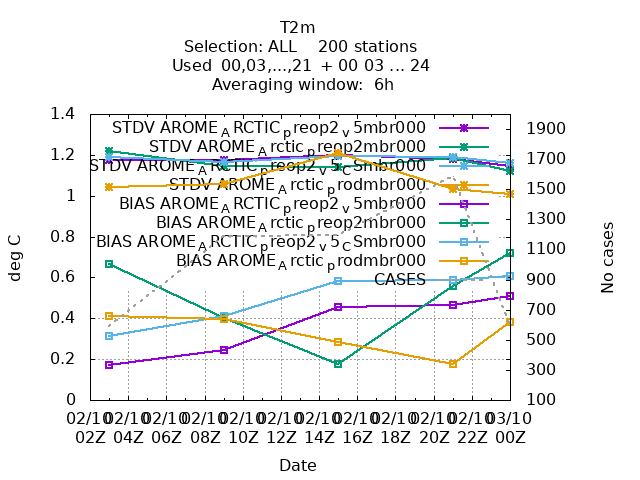 T2m
Selection: ALL    200 stations
Used  00,03,...,21  + 00 03 ... 24
Averaging window:  6h
1.4
1.2
1
0.8
0.6
0.4
0.2
0
deg C
1900
1700
1500
1300
1100
900
700
500
300
100
No cases
STDV AROME_ARCTIC_preop2_v5mbr000
STDV AROME_Arctic_preop2mbr000
STDV AROME_ARCTIC_preop2_v5_CSmbr000
STDV AROME_Arctic_prodmbr000
BIAS AROME_ARCTIC_preop2_v5mbr000
BIAS AROME_Arctic_preop2mbr000
BIAS AROME_ARCTIC_preop2_v5_CSmbr000
BIAS AROME_Arctic_prodmbr000
CASES
02/10 02/10 02/10 02/10 02/10 02/10 02/10 02/10 02/10 02/10 02/10 03/10
02Z 04Z 06Z 08Z 10Z 12Z 14Z 16Z 18Z 20Z 22Z 00Z
Date